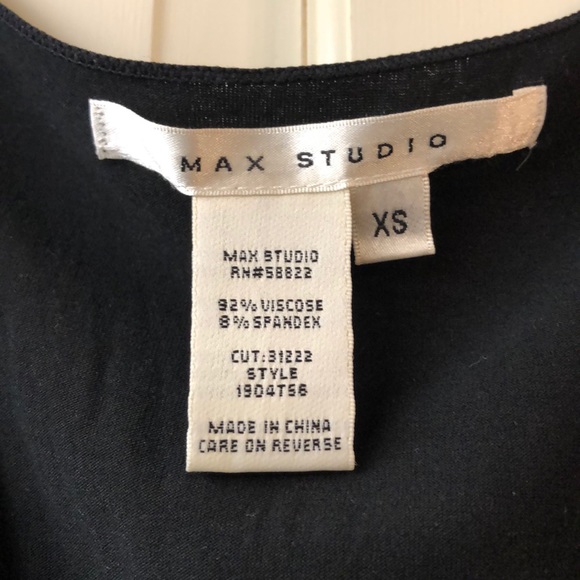 MAX STUDIO
XS
MAX STUDIO
RN#58822
92% VISCOSE
8% SPANDEX
CUT:31222
STYLE
1904T56
MADE IN CHINA
CARE ON REVERSE